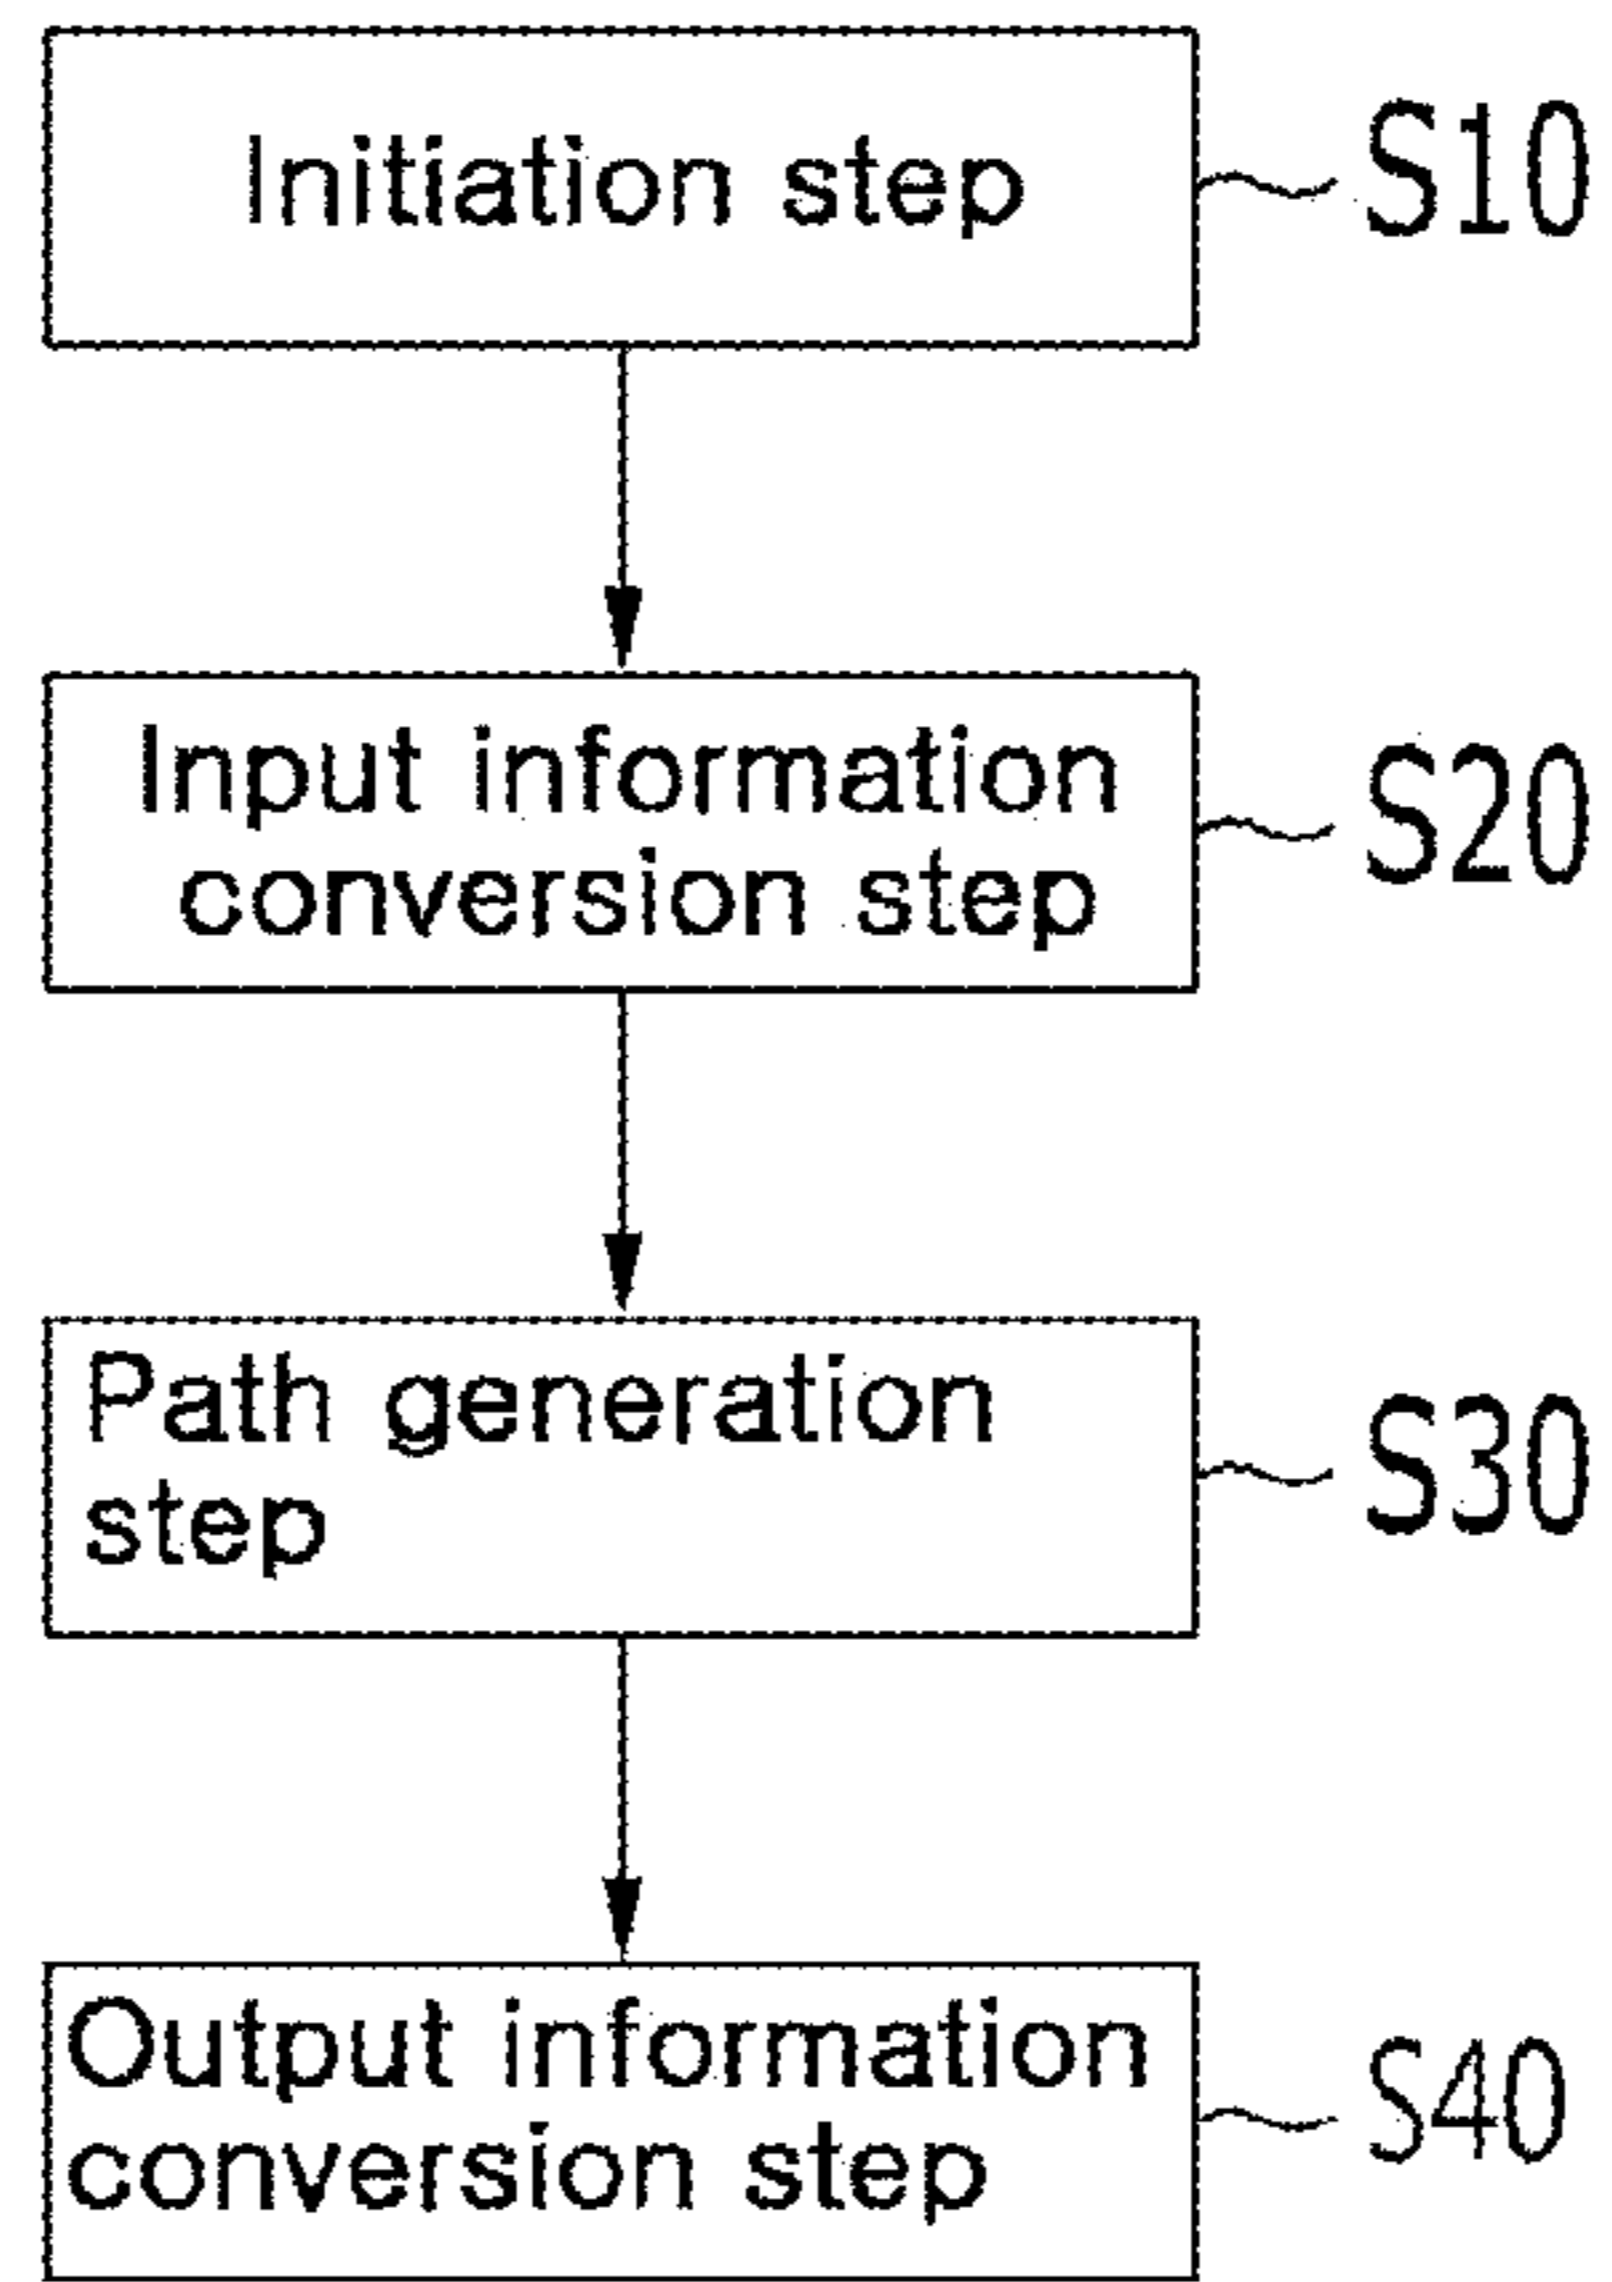 Initiation step
S10
Input information
conversion step
S20
Path generation
step
S30
Output information
conversion step
S40